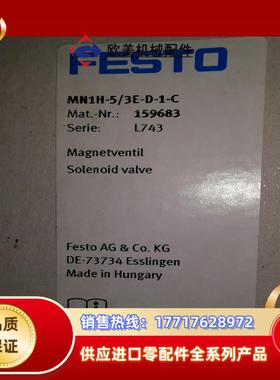 欧美机械配件
FESTO
MN1H-5/3E-D-1-C
Mat.-Nr.: 159683
Serie: L743
Magnetventil
Solenoid valve
Festo AG & Co. KG
DE-73734 Esslingen
Made in Hungary
品质
保证
销售热线: 17717628972
供应进口零配件全系列产品